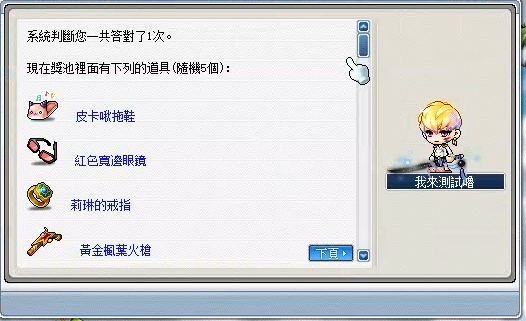 系統判斷您一共答對了1次。
現在獎池裡面有下列的道具(隨機5個):
皮卡啾拖鞋
紅色寬邊眼鏡
莉琳的戒指
黃金楓葉火槍
下頁
我來測試嚕